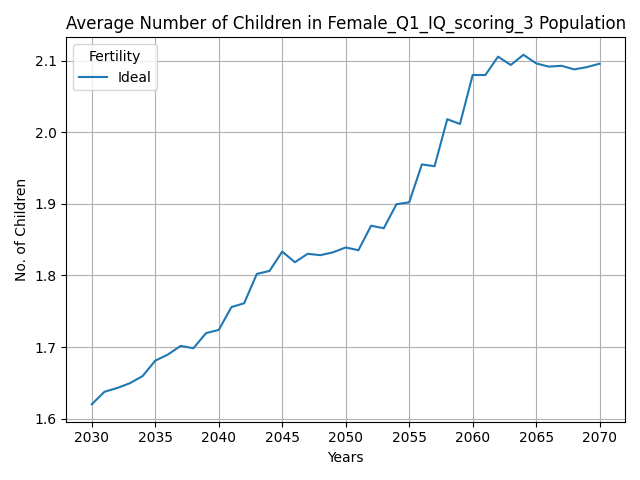 Average Number of Children in Female_Q1_IQ_scoring_3 Population
Fertility
Ideal
No. of Children
2.1
2.0
1.9
1.8
1.7
1.6
2030 2035 2040 2045 2050 2055 2060 2065 2070
Years